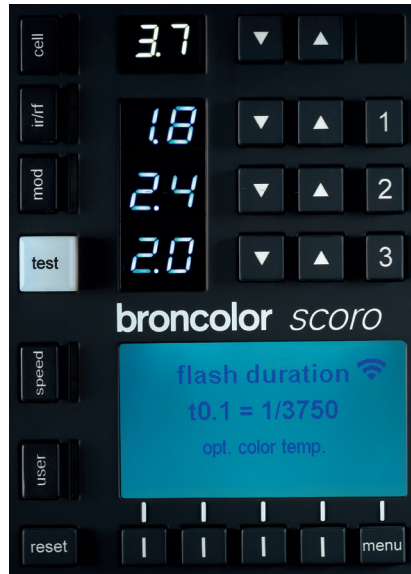 cell 3.7
ir/rf 1.8 1
mod 2.4 2
test 2.0 3
broncolor scoro
speed
flash duration
t0.1 = 1/3750
opt. color temp.
user
reset menu